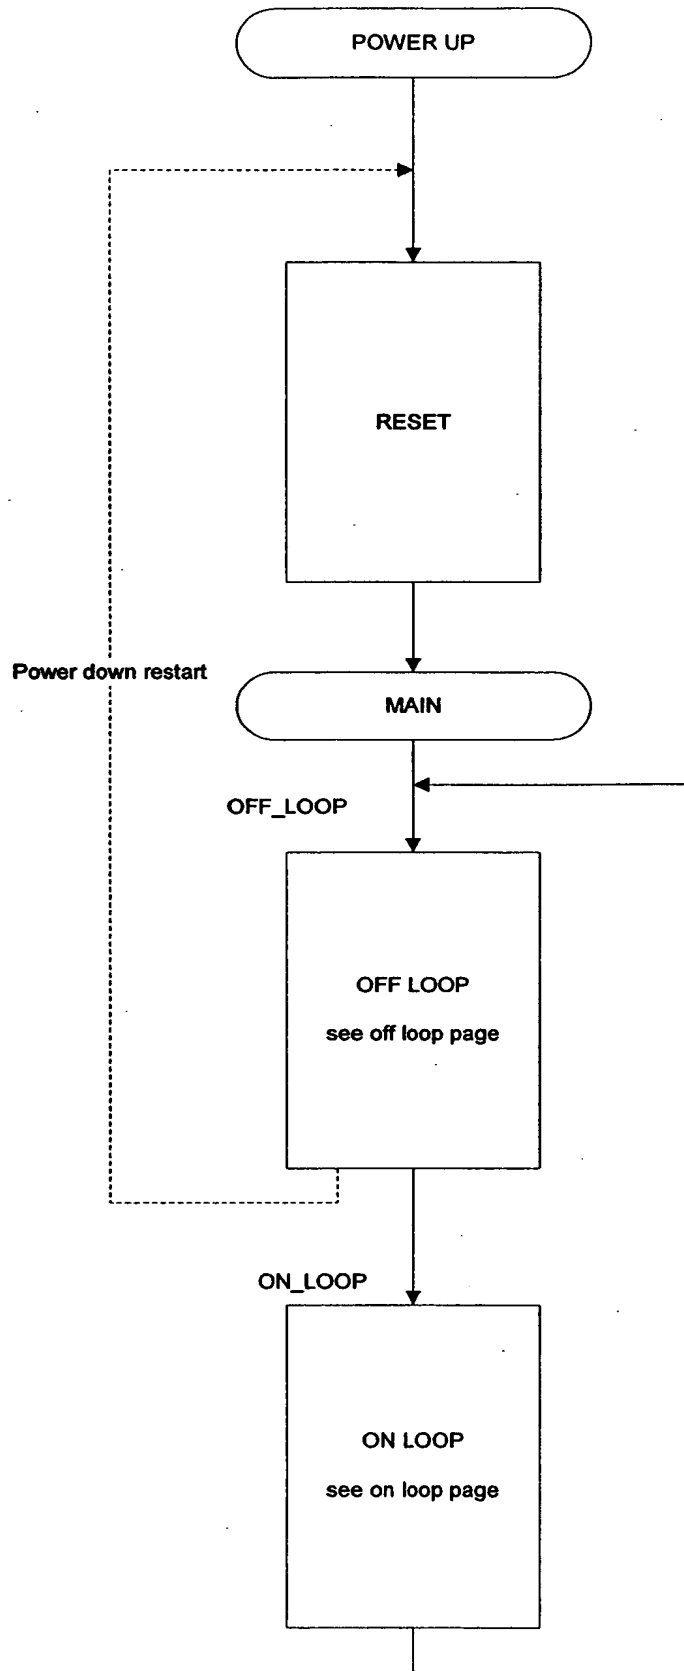 POWER UP
RESET
Power down restart
MAIN
OFF_LOOP
OFF LOOP
see off loop page
ON_LOOP
ON LOOP
see on loop page